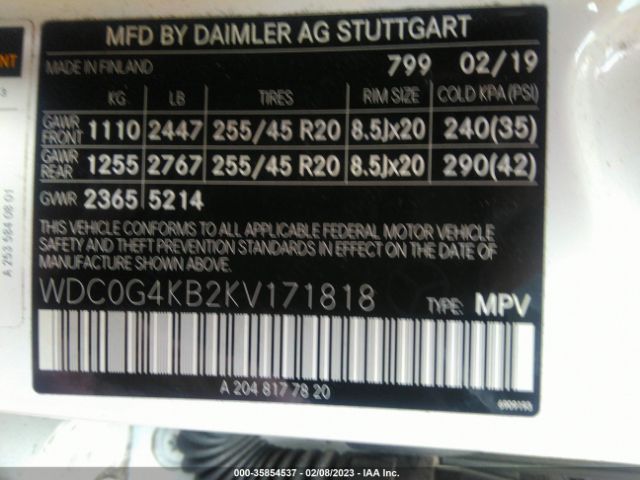 MFD BY DAIMLER AG STUTTGART
MADE IN FINLAND 799 02/19
KG LB TIRES RIM SIZE COLD KPA (PSI)
GAWR FRONT 1110 2447 255/45 R20 8.5Jx20 240(35)
GAWR REAR 1255 2767 255/45 R20 8.5Jx20 290(42)
GVWR 2365 5214
THIS VEHICLE CONFORMS TO ALL APPLICABLE FEDERAL MOTOR VEHICLE
SAFETY AND THEFT PREVENTION STANDARDS IN EFFECT ON THE DATE OF
MANUFACTURE SHOWN ABOVE.
WDC0G4KB2KV171818 TYPE: MPV
A 204 817 78 20
A 253 584 08 01
000-35854537 - 02/08/2023 - IAA Inc.